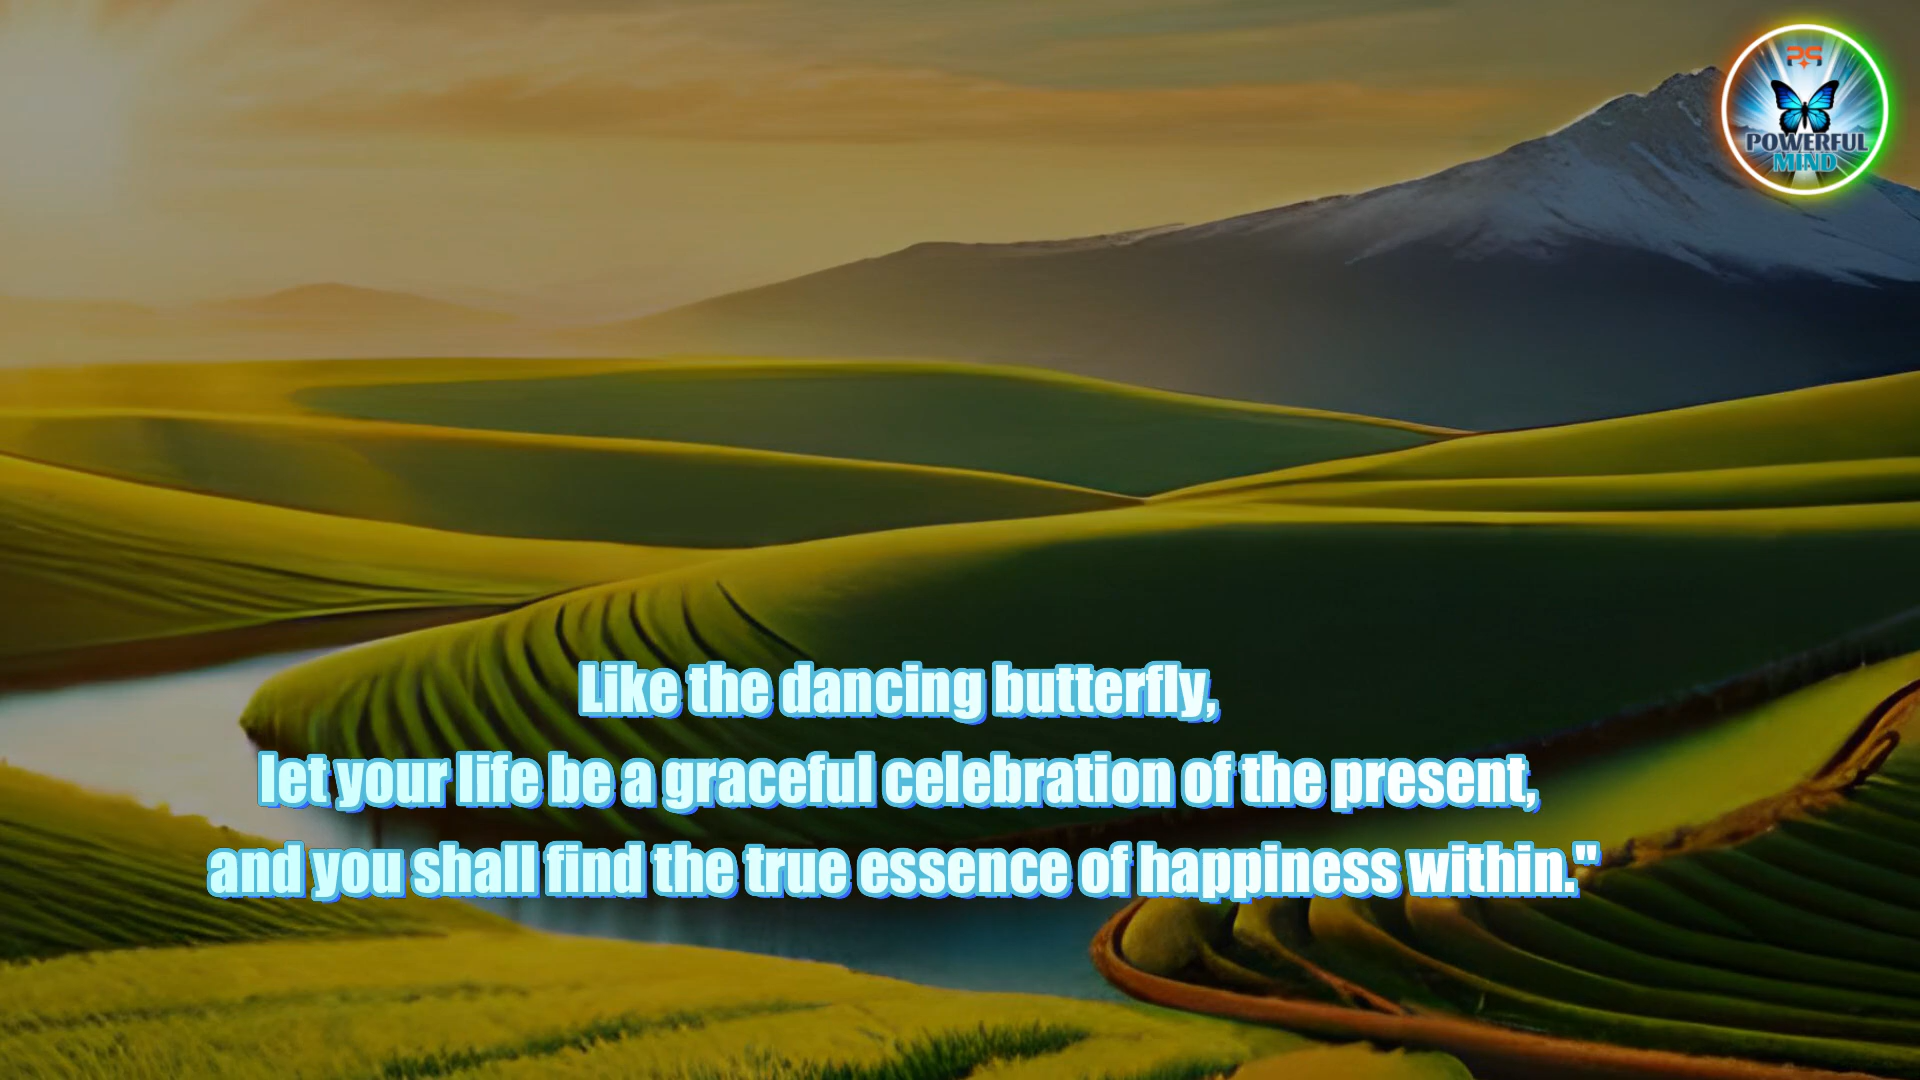 POWERFUL
MIND
Like the dancing butterfly,
let your life be a graceful celebration of the present,
and you shall find the true essence of happiness within."